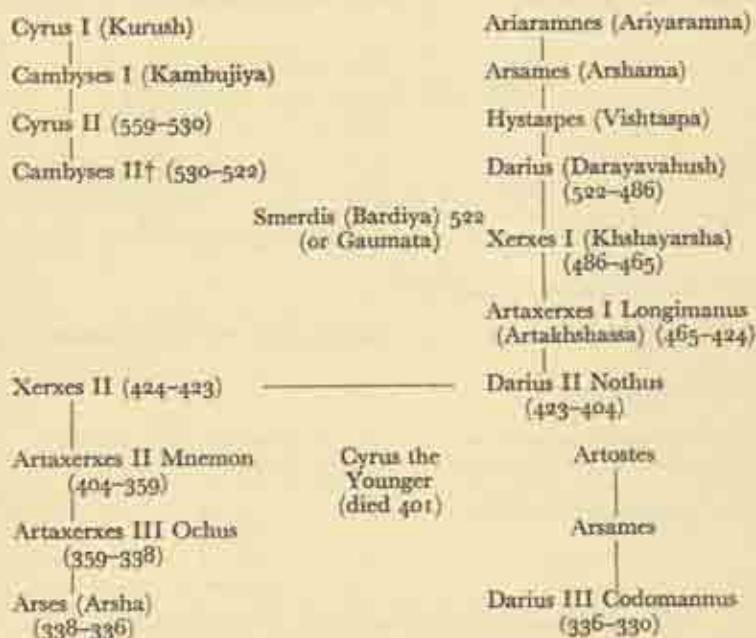 Cyrus I (Kurush)
Cambyses I (Kambujiya)
Cyrus II (559–530)
Cambyses II† (530–522)
Ariaramnes (Ariyaramna)
Arsames (Arshama)
Hystaspes (Vishtaspa)
Darius (Darayavahush)
(522–486)
Smerdis (Bardiya) 522
(or Gaumata)
Xerxes I (Khshayarsha)
(486–465)
Artaxerxes I Longimanus
(Artakhshassa) (465–424)
Xerxes II (424–423)
Darius II Nothus
(423–404)
Artaxerxes II Mnemon
(404–359)
Artaxerxes III Ochus
(359–338)
Arses (Arsha)
(338–336)
Cyrus the
Younger
(died 401)
Artostes
Arsames
Darius III Codomannus
(336–330)